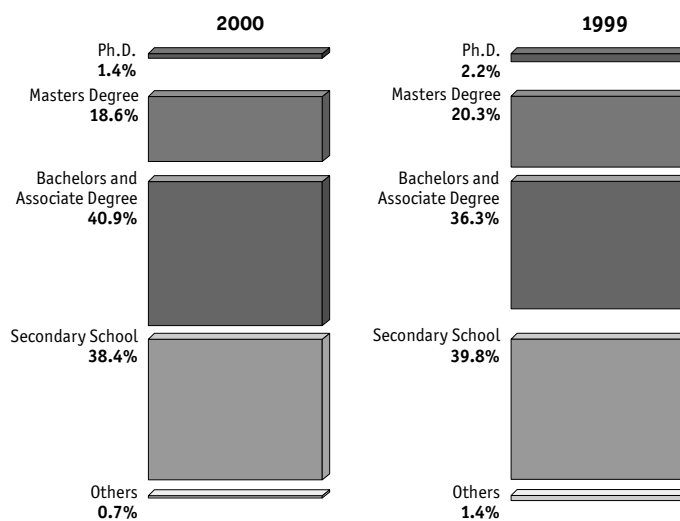 2000
Ph.D.
1.4%
Masters Degree
18.6%
Bachelors and
Associate Degree
40.9%
Secondary School
38.4%
Others
0.7%
1999
Ph.D.
2.2%
Masters Degree
20.3%
Bachelors and
Associate Degree
36.3%
Secondary School
39.8%
Others
1.4%